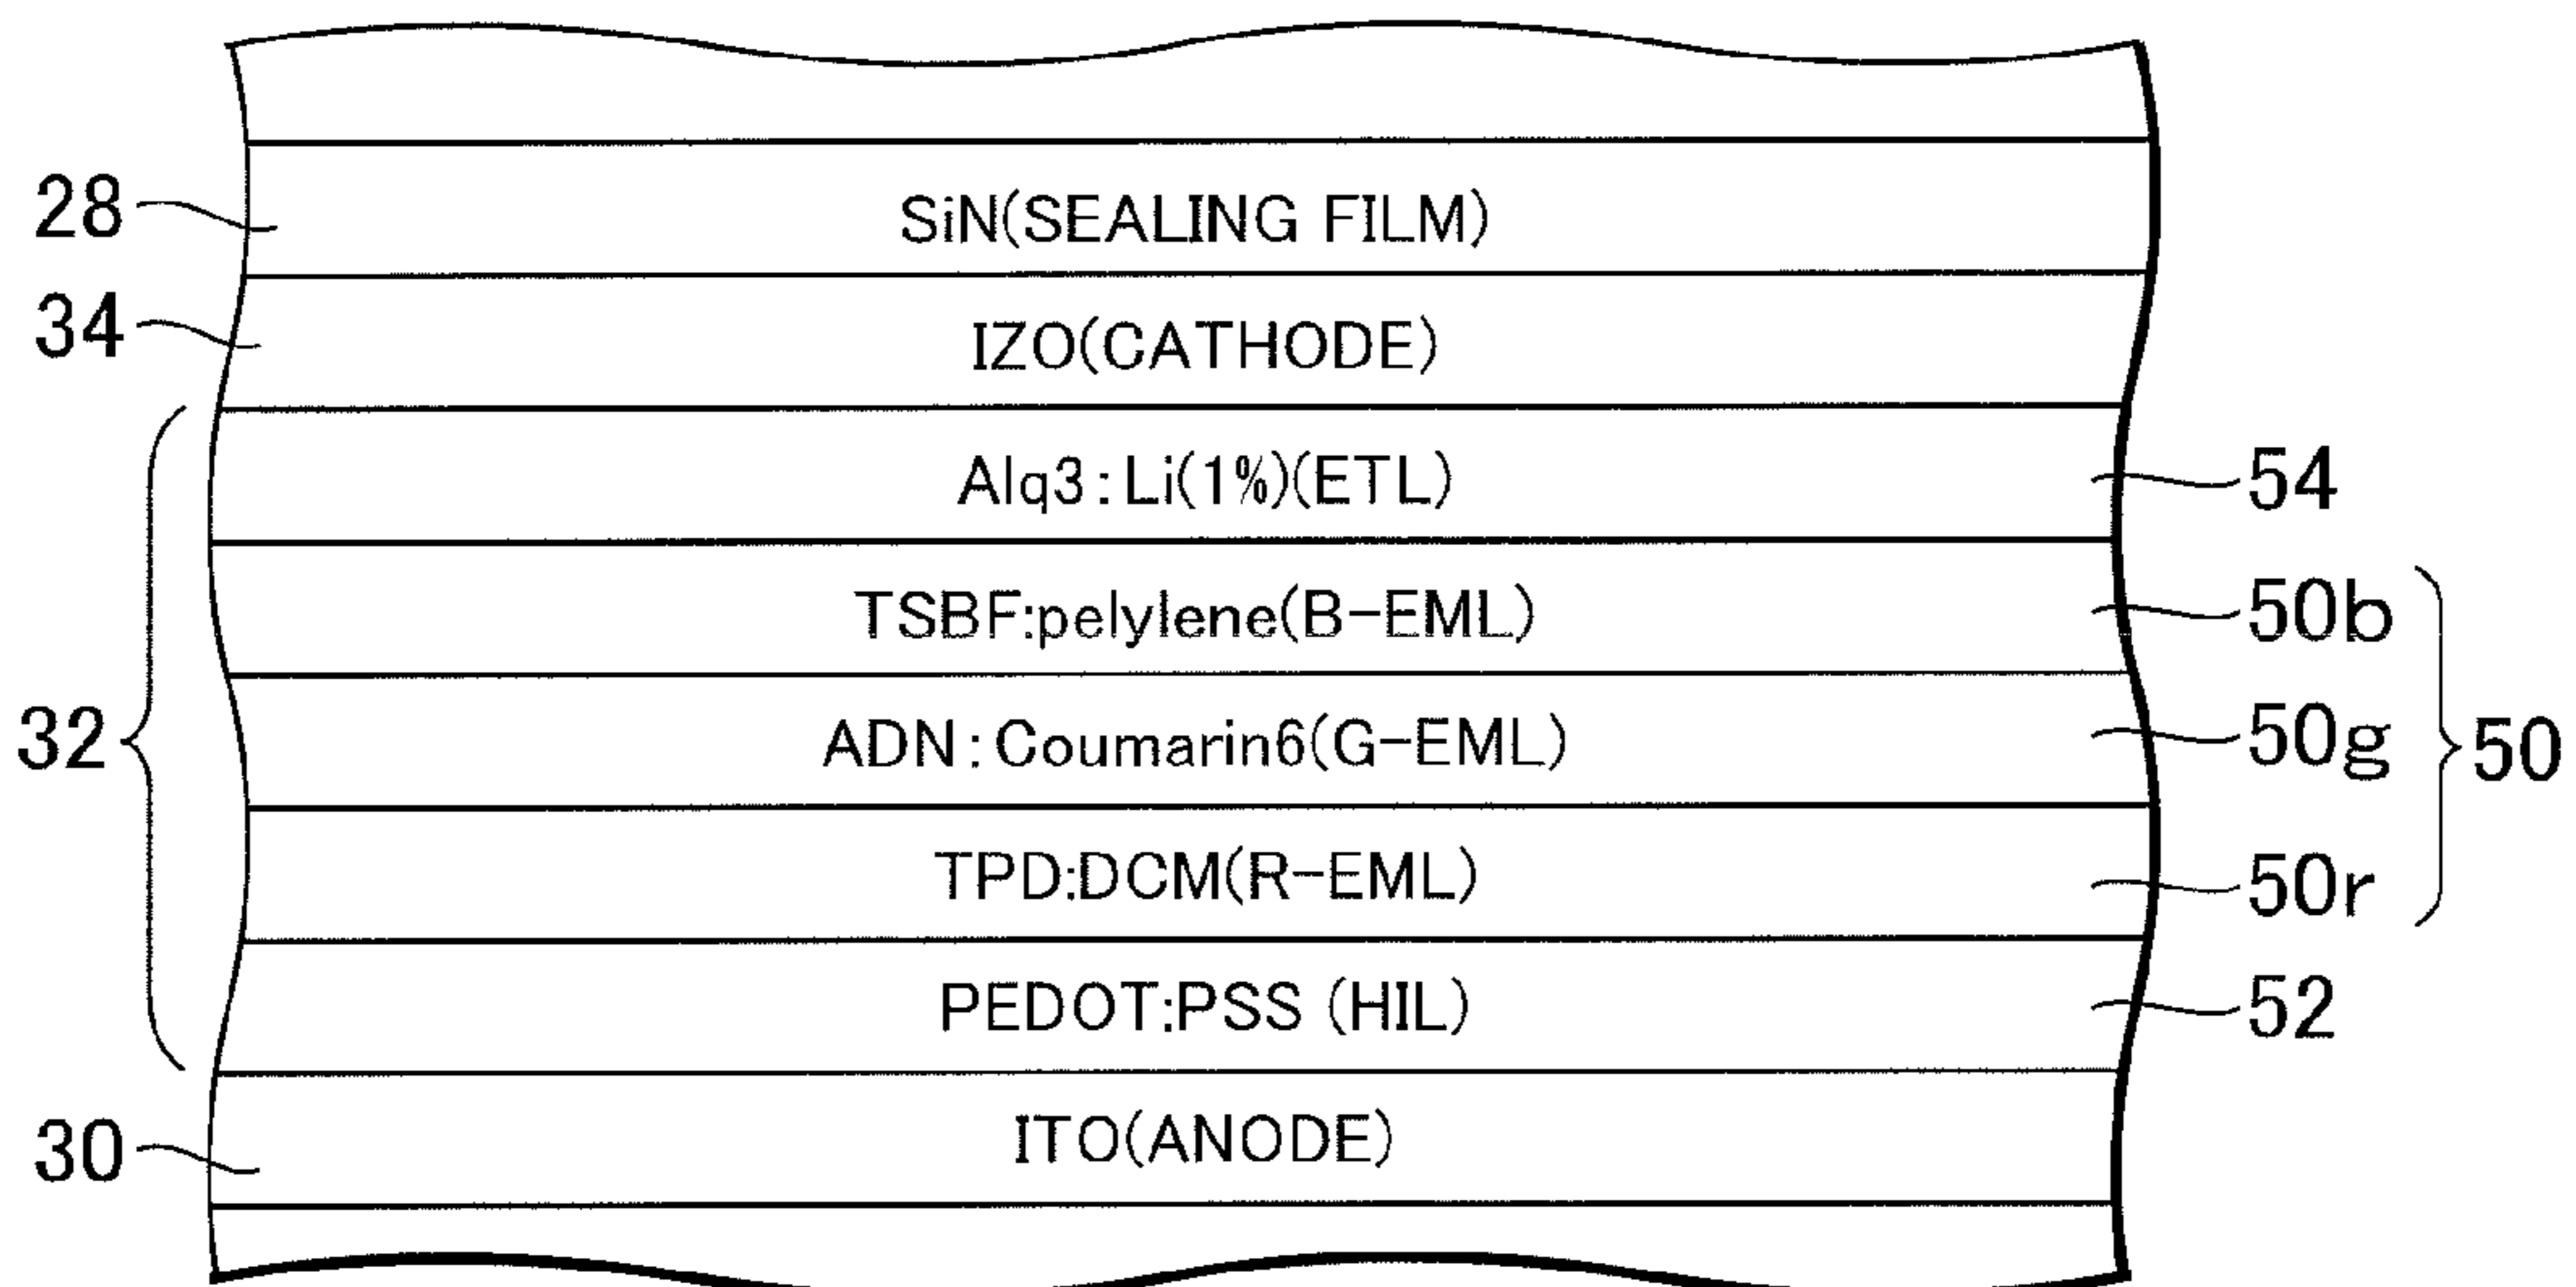 28 SiN(SEALING FILM)
34 IZO(CATHODE)
Alq3:Li(1%)(ETL) 54
TSBF:pelylene(B-EML) 50b
32 ADN:Coumarin6(G-EML) 50g 50
TPD:DCM(R-EML) 50r
PEDOT:PSS (HIL) 52
30 ITO(ANODE)